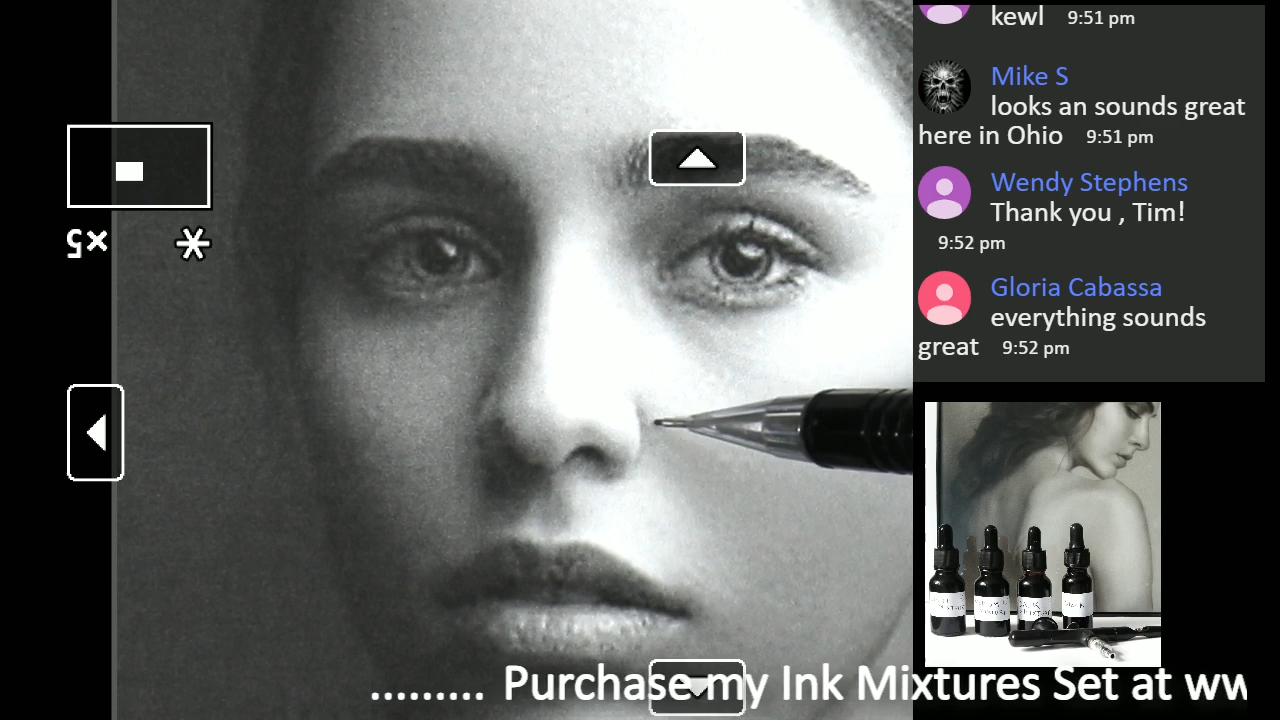 kewl 9:51 pm
Mike S
looks an sounds great
here in Ohio 9:51 pm
Wendy Stephens
Thank you , Tim!
9:52 pm
Gloria Cabassa
everything sounds
great 9:52 pm
x5
......... Purchase my Ink Mixtures Set at ww